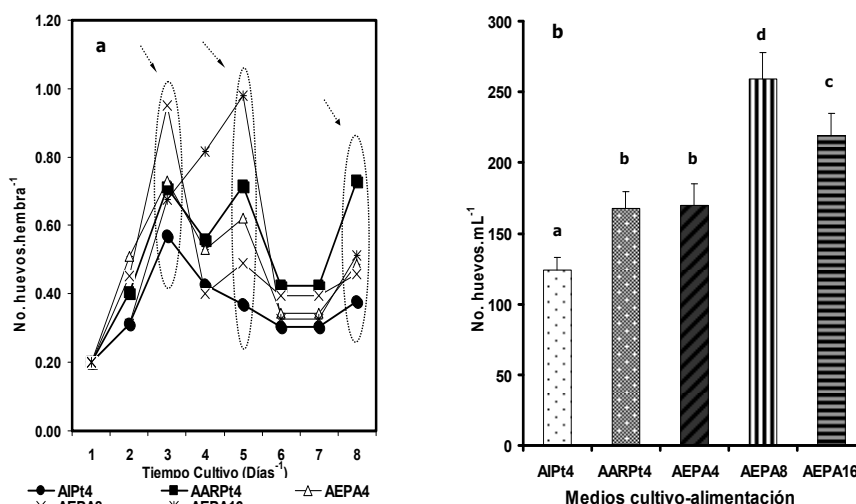 a
1.20
1.00
0.80
0.60
0.40
0.20
0.00
No. huevos.hembra-1
1 2 3 4 5 6 7 8
Tiempo Cultivo (Días-1)
AIPt4 AARPt4 AEPA4
b
300
250
200
150
100
50
0
No. huevos.mL-1
a b b d c
AIPt4 AARPt4 AEPA4 AEPA8 AEPA16
Medios cultivo-alimentación